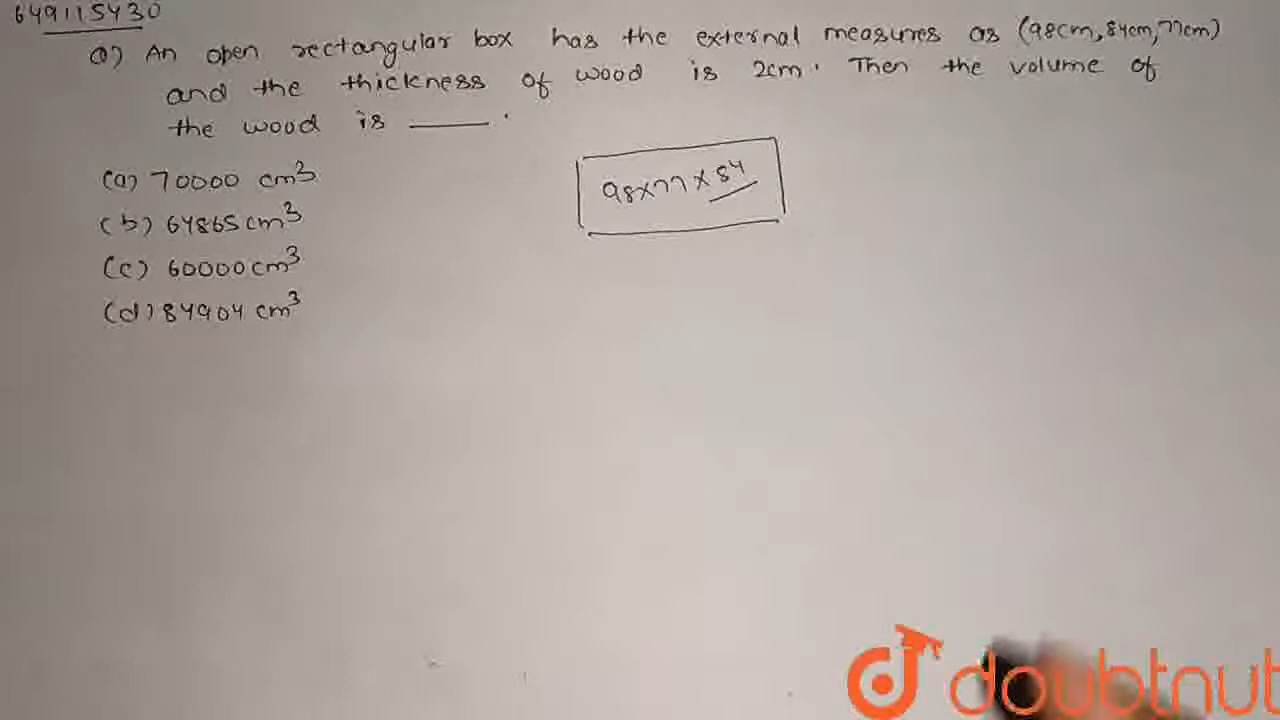 649115430
Q) An open rectangular box has the external measures as (98cm, 84cm, 77cm)
and the thickness of wood is 2cm. Then the volume of
the wood is ____.
(a) 70000 cm³
(b) 64865 cm³
(c) 60000 cm³
(d) 84904 cm³
98×77×84
doubtnut